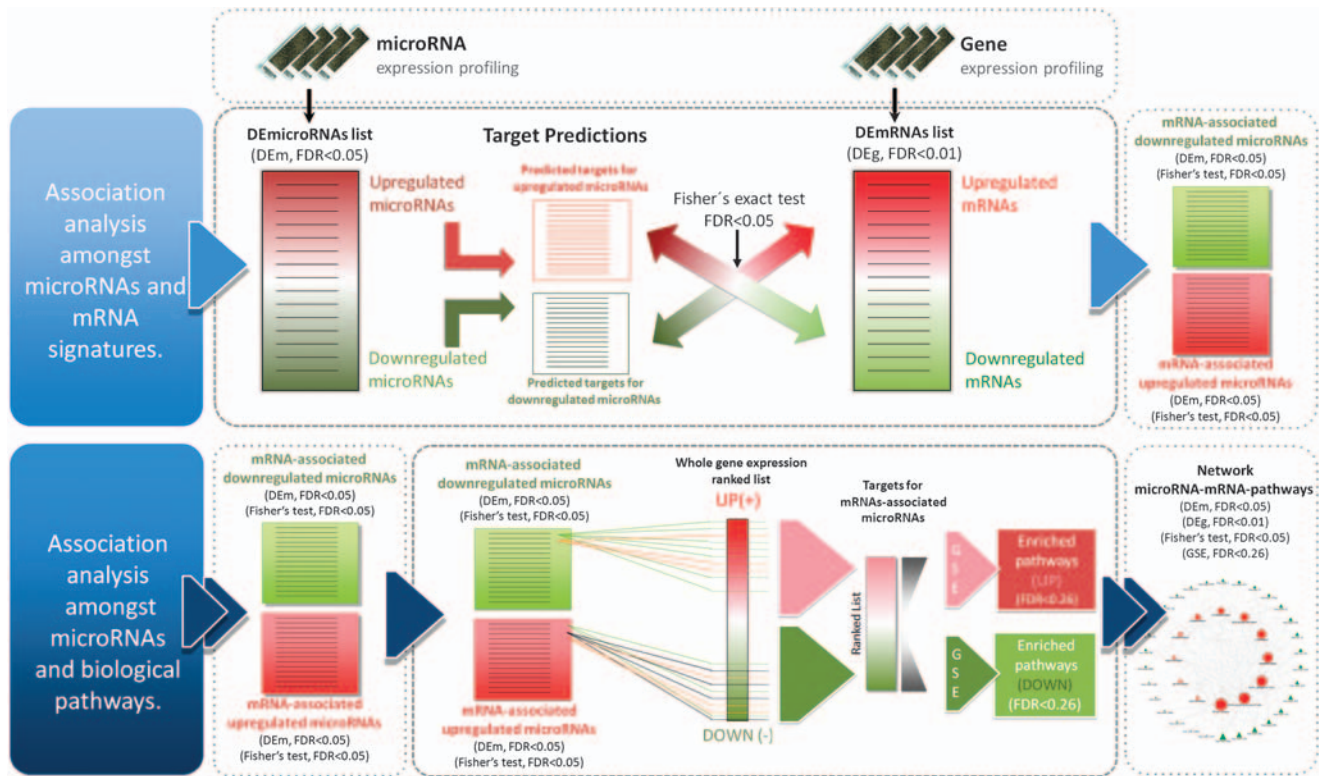 microRNA
expression profiling
Gene
expression profiling
Association
analysis
amongst
microRNAs and
mRNA
signatures.
DEmicroRNAs list
(DEm, FDR<0.05)
Upregulated
microRNAs
Downregulated
microRNAs
Target Predictions
Predicted targets for
upregulated microRNAs
Predicted targets for
downregulated microRNAs
Fisher´s exact test
FDR<0.05
DEmRNAs list
(DEg, FDR<0.01)
Upregulated
mRNAs
Downregulated
mRNAs
mRNA-associated
downregulated microRNAs
(DEm, FDR<0.05)
(Fisher's test, FDR<0.05)
mRNA-associated
upregulated microRNAs
(DEm, FDR<0.05)
(Fisher's test, FDR<0.05)
Association
analysis
amongst
microRNAs
and biological
pathways.
mRNA-associated
downregulated microRNAs
(DEm, FDR<0.05)
(Fisher's test, FDR<0.05)
mRNA-associated
upregulated microRNAs
(DEm, FDR<0.05)
(Fisher's test, FDR<0.05)
mRNA-associated
downregulated microRNAs
(DEm, FDR<0.05)
(Fisher's test, FDR<0.05)
mRNA-associated
upregulated microRNAs
(DEm, FDR<0.05)
(Fisher's test, FDR<0.05)
Whole gene expression
ranked list
UP(+)
DOWN (-)
Targets for
mRNAs-associated
microRNAs
Ranked List
GSE
Enriched
pathways
(UP)
(FDR<0.26)
GSE
Enriched
pathways
(DOWN)
(FDR<0.26)
Network
microRNA-mRNA-pathways
(DEm, FDR<0.05)
(DEg, FDR<0.01)
(Fisher's test, FDR<0.05)
(GSE, FDR<0.26)